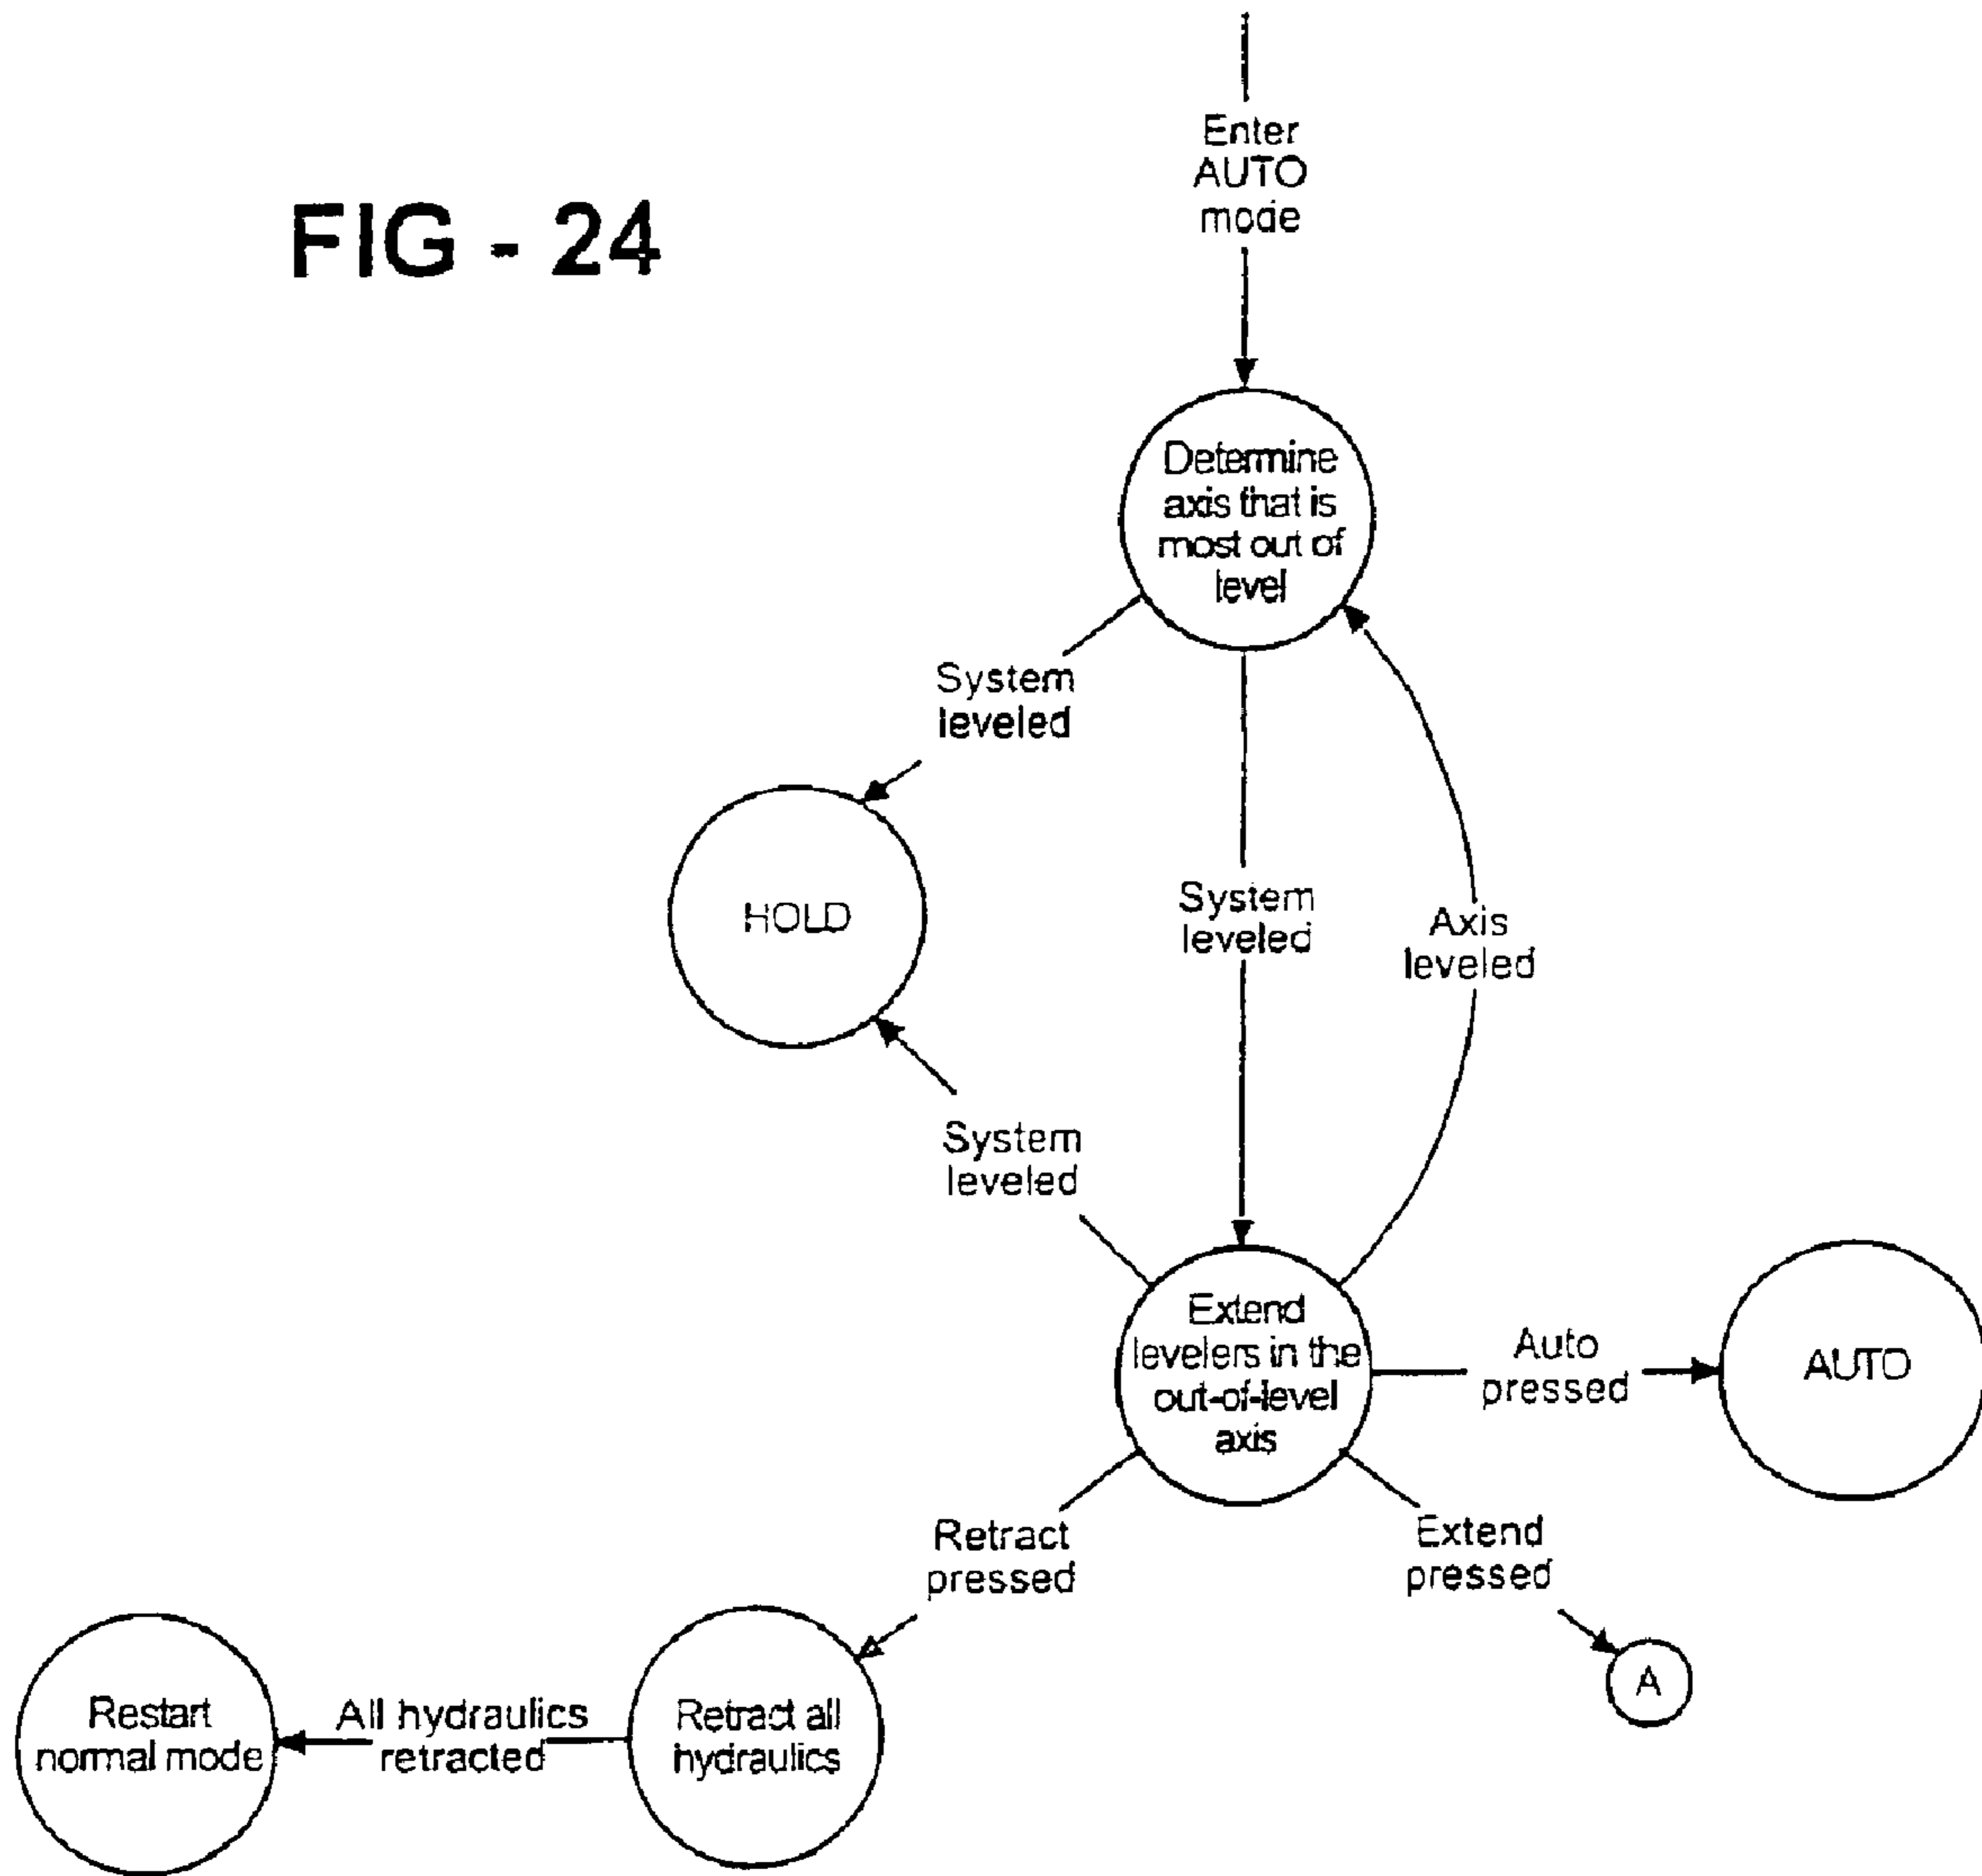 Enter
AUTO
mode
FIG - 24
Determine
axis that is
most out of
level
System
leveled
HOLD
System
leveled
Axis
leveled
System
leveled
Extend
levelers in the
out-of-level
axis
Auto
pressed
AUTO
Retract
pressed
Extend
pressed
A
Restart
normal mode
All hydraulics
retracted
Retract all
hydraulics